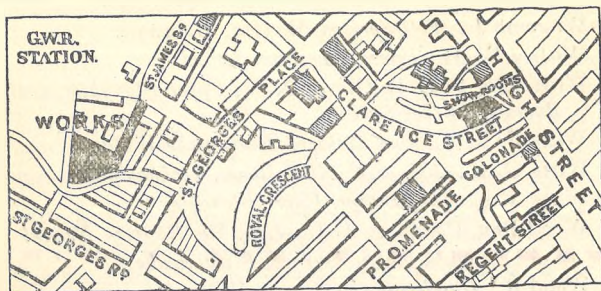 G.W.R.
STATION.
ST JAMES SQ
WORKS
ST GEORGES
PLACE
CLARENCE STREET
SHOW ROOMS
HIGH STREET
COLONADE
ROYAL CRESCENT
PROMENADE
REGENT STREET
ST GEORGES RD